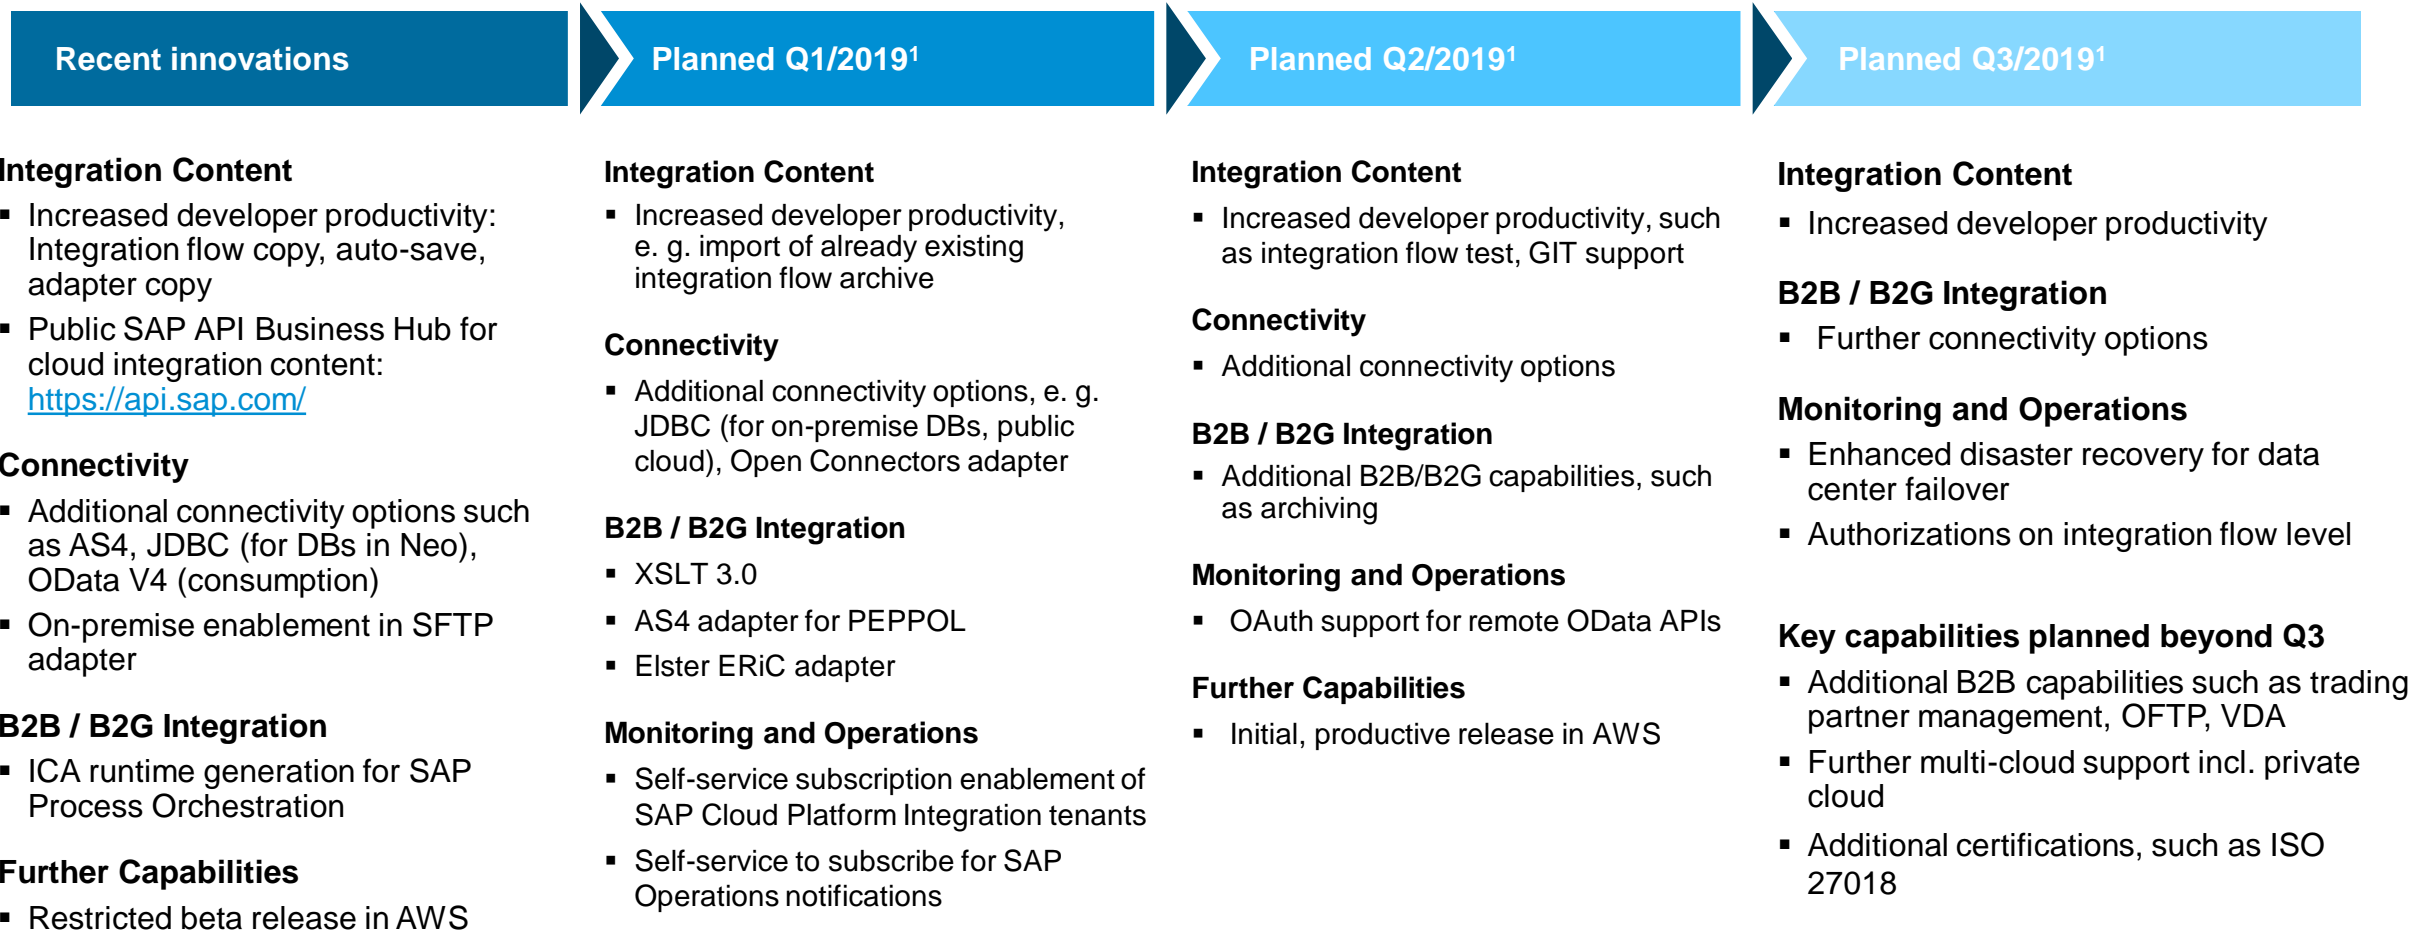 Recent innovations
Planned Q1/2019¹
Planned Q2/2019¹
Planned Q3/2019¹
Integration Content
▪ Increased developer productivity:
Integration flow copy, auto-save,
adapter copy
▪ Public SAP API Business Hub for
cloud integration content:
https://api.sap.com/
Connectivity
▪ Additional connectivity options such
as AS4, JDBC (for DBs in Neo),
OData V4 (consumption)
▪ On-premise enablement in SFTP
adapter
B2B / B2G Integration
▪ ICA runtime generation for SAP
Process Orchestration
Further Capabilities
▪ Restricted beta release in AWS
Integration Content
▪ Increased developer productivity,
e. g. import of already existing
integration flow archive
Connectivity
▪ Additional connectivity options, e. g.
JDBC (for on-premise DBs, public
cloud), Open Connectors adapter
B2B / B2G Integration
▪ XSLT 3.0
▪ AS4 adapter for PEPPOL
▪ Elster ERiC adapter
Monitoring and Operations
▪ Self-service subscription enablement of
SAP Cloud Platform Integration tenants
▪ Self-service to subscribe for SAP
Operations notifications
Integration Content
▪ Increased developer productivity, such
as integration flow test, GIT support
Connectivity
▪ Additional connectivity options
B2B / B2G Integration
▪ Additional B2B/B2G capabilities, such
as archiving
Monitoring and Operations
▪ OAuth support for remote OData APIs
Further Capabilities
▪ Initial, productive release in AWS
Integration Content
▪ Increased developer productivity
B2B / B2G Integration
▪ Further connectivity options
Monitoring and Operations
▪ Enhanced disaster recovery for data
center failover
▪ Authorizations on integration flow level
Key capabilities planned beyond Q3
▪ Additional B2B capabilities such as trading
partner management, OFTP, VDA
▪ Further multi-cloud support incl. private
cloud
▪ Additional certifications, such as ISO
27018